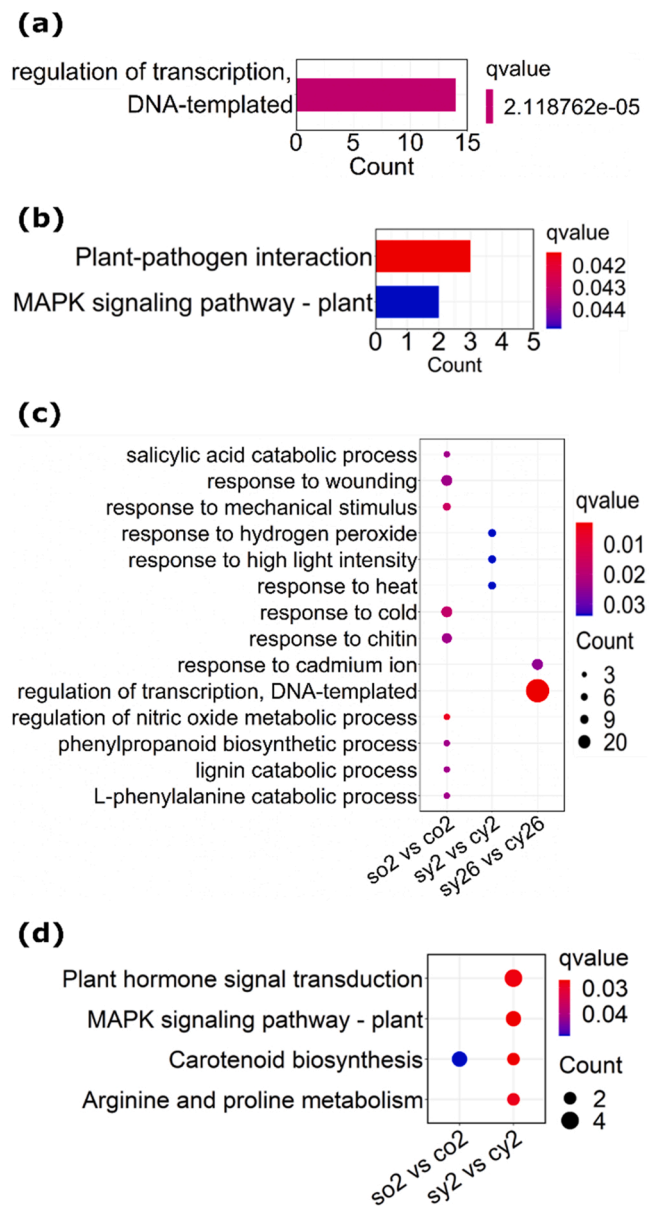 (a)
regulation of transcription,
DNA-templated
0 5 10 15
Count
qvalue
2.118762e-05
(b)
Plant-pathogen interaction
MAPK signaling pathway - plant
0 1 2 3 4 5
Count
qvalue
0.042
0.043
0.044
(c)
salicylic acid catabolic process
response to wounding
response to mechanical stimulus
response to hydrogen peroxide
response to high light intensity
response to heat
response to cold
response to chitin
response to cadmium ion
regulation of transcription, DNA-templated
regulation of nitric oxide metabolic process
phenylpropanoid biosynthetic process
lignin catabolic process
L-phenylalanine catabolic process
so2 vs co2
sy2 vs cy2
sy26 vs cy26
qvalue
0.01
0.02
0.03
Count
3
6
9
20
(d)
Plant hormone signal transduction
MAPK signaling pathway - plant
Carotenoid biosynthesis
Arginine and proline metabolism
so2 vs co2
sy2 vs cy2
qvalue
0.03
0.04
Count
2
4